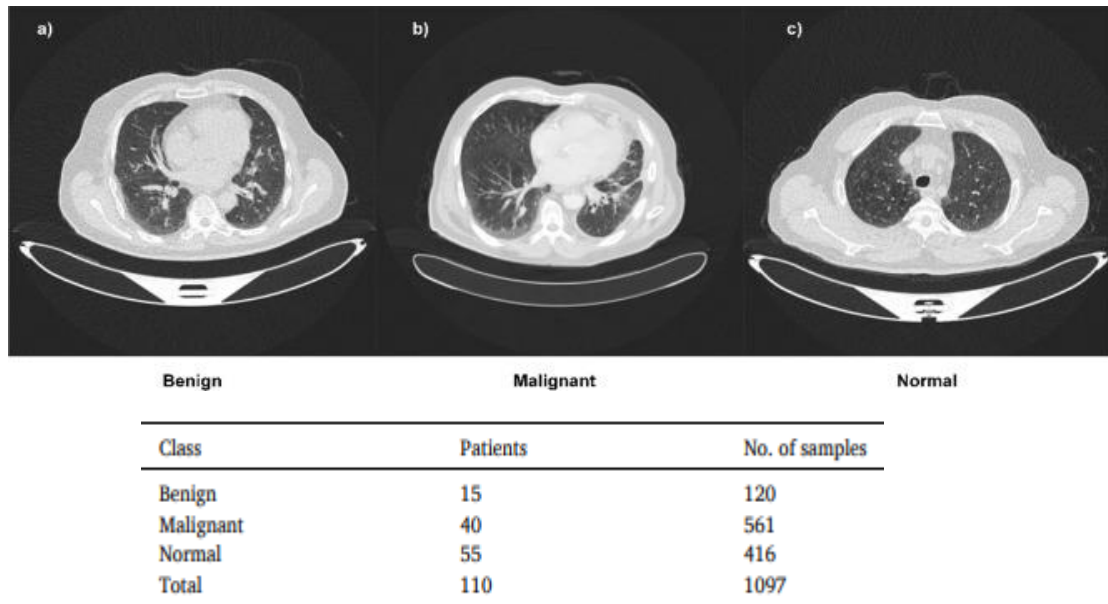 a) b) c)
Benign Malignant Normal
Class Patients No. of samples
Benign 15 120
Malignant 40 561
Normal 55 416
Total 110 1097